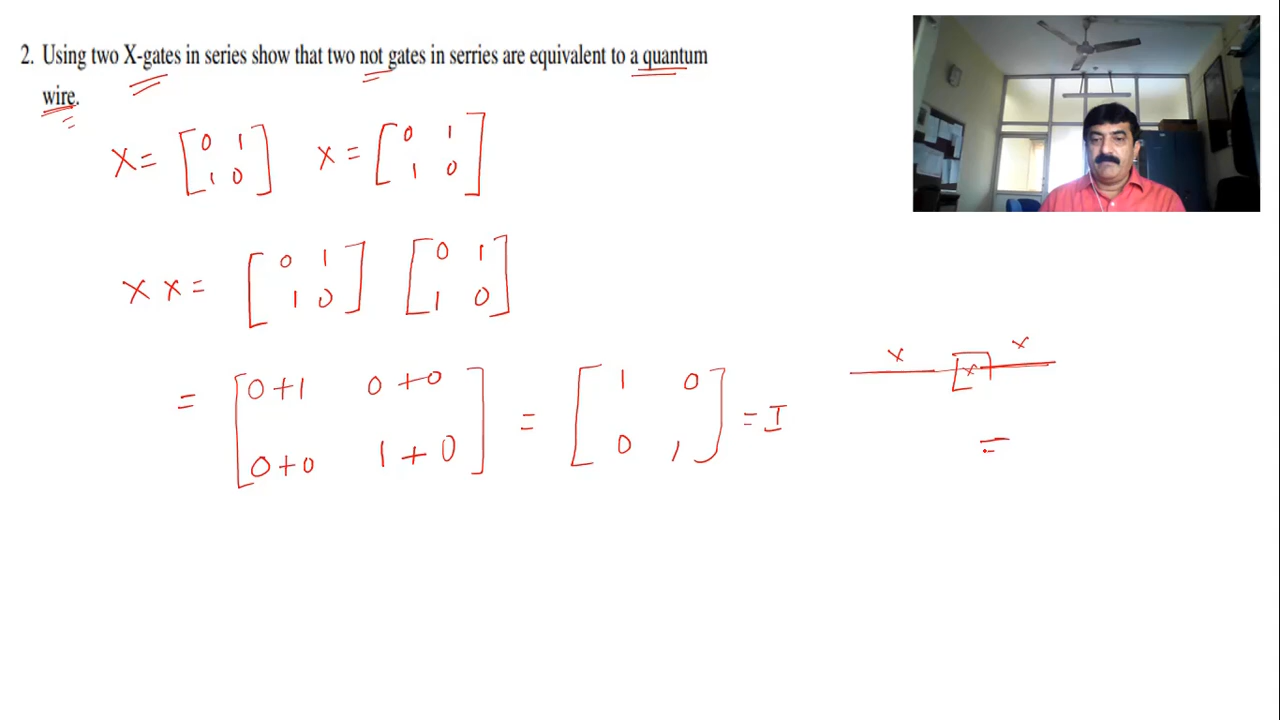 2. Using two X-gates in series show that two not gates in serries are equivalent to a quantum
wire.
X = [ 0 1 X = [ 0 1
1 0 ] 1 0 ]
X X = [ 0 1 [ 0 1
1 0 ] 1 0 ]
= [ 0+1 0+0 = [ 1 0
0+0 1+0 ] 0 1 ] = I
x x
x
=